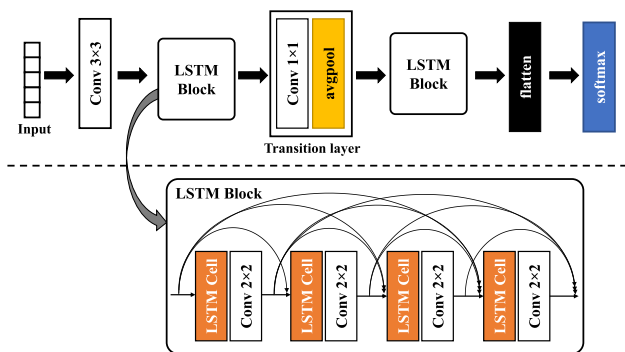 Input
Conv 3×3
LSTM
Block
Conv 1×1
avgpool
Transition layer
LSTM
Block
flatten
softmax
LSTM Block
LSTM Cell
Conv 2×2
LSTM Cell
Conv 2×2
LSTM Cell
Conv 2×2
LSTM Cell
Conv 2×2